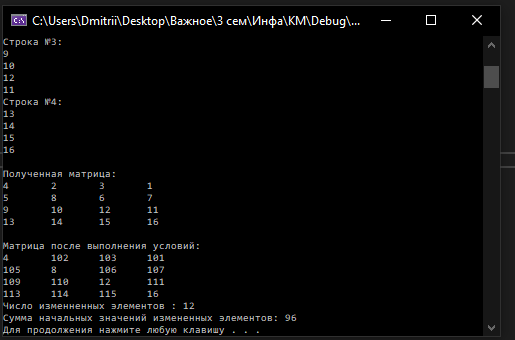 C:\Users\Dmitrii\Desktop\Важное\3 сем\Инфа\КМ\Debug\...
Строка №3:
9
10
12
11
Строка №4:
13
14
15
16
Полученная матрица:
4 2 3 1
5 8 6 7
9 10 12 11
13 14 15 16
Матрица после выполнения условий:
4 102 103 101
105 8 106 107
109 110 12 111
113 114 115 16
Число измненненных элементов : 12
Сумма начальных значений измененных элементов: 96
Для продолжения нажмите любую клавишу . . .